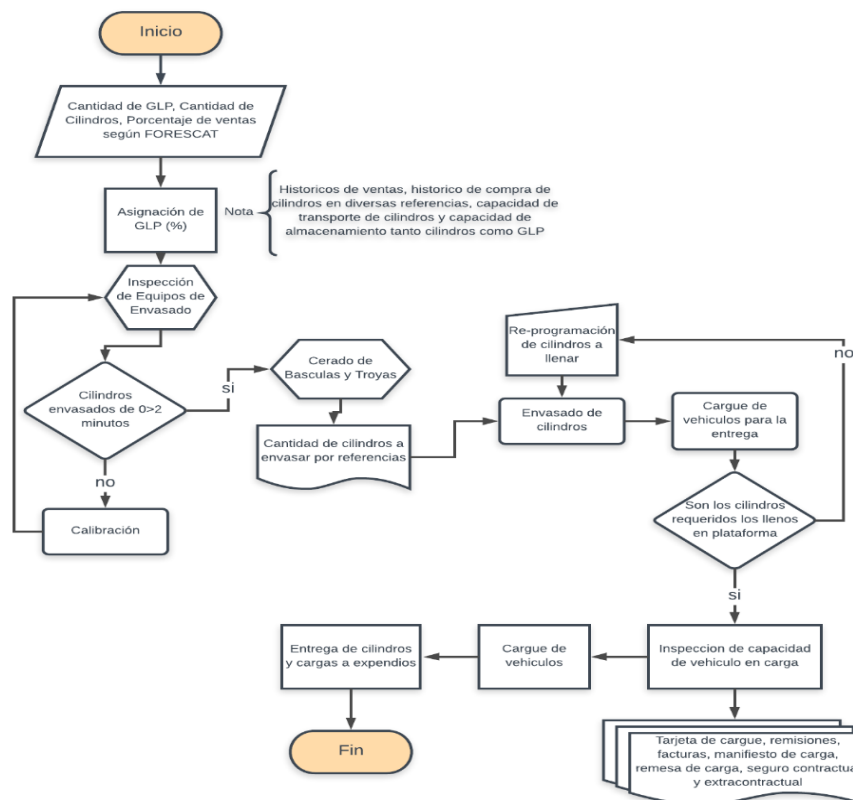 Inicio
Cantidad de GLP, Cantidad de
Cilindros, Porcentaje de ventas
según FORESCAT
Asignación de
GLP (%)
Nota
Historicos de ventas, historico de compra de
cilindros en diversas referencias, capacidad de
transporte de cilindros y capacidad de
almacenamiento tanto cilindros como GLP
Inspección
de Equipos de
Envasado
Cilindros
envasados de 0>2
minutos
si
no
Calibración
Cerado de
Basculas y Troyas
Cantidad de cilindros a
envasar por referencias
Re-programación
de cilindros a
llenar
Envasado de
cilindros
Cargue de
vehiculos para la
entrega
no
Son los cilindros
requeridos los llenos
en plataforma
si
Inspeccion de capacidad
de vehiculo en carga
Cargue de
vehiculos
Entrega de cilindros
y cargas a expendios
Fin
Tarjeta de cargue, remisiones,
facturas, manifiesto de carga,
remesa de carga, seguro contractua
y extracontractual